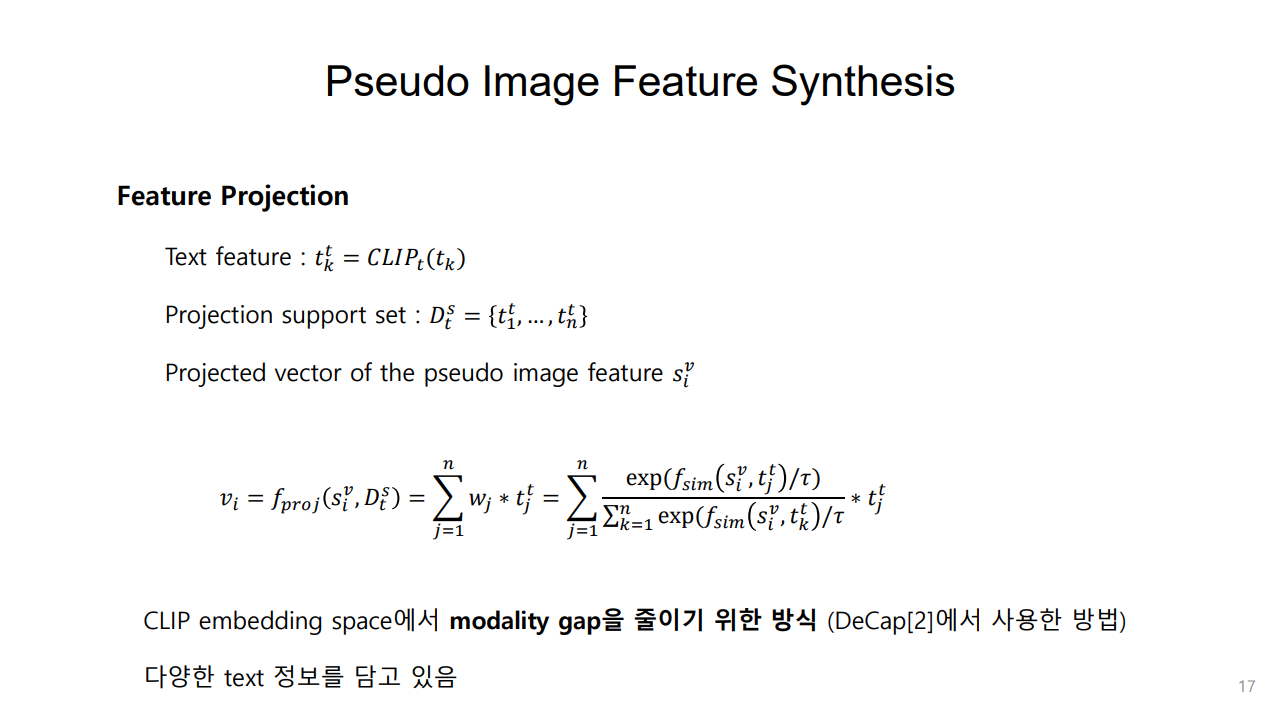 Pseudo Image Feature Synthesis
Feature Projection
Text feature : $t_k^t = CLIP_t(t_k)$
Projection support set : $D_t^s = \{t_1^t, \ldots, t_n^t\}$
Projected vector of the pseudo image feature $s_i^v$
$v_i = f_{proj}(s_i^v, D_t^s) = \sum_{j=1}^{n} w_j * t_j^t = \sum_{j=1}^{n} \frac{\exp(f_{sim}(s_i^v, t_j^t)/\tau)}{\sum_{k=1}^{n} \exp(f_{sim}(s_i^v, t_k^t)/\tau} * t_j^t$
CLIP embedding space에서 modality gap을 줄이기 위한 방식 (DeCap[2]에서 사용한 방법)
다양한 text 정보를 담고 있음
17